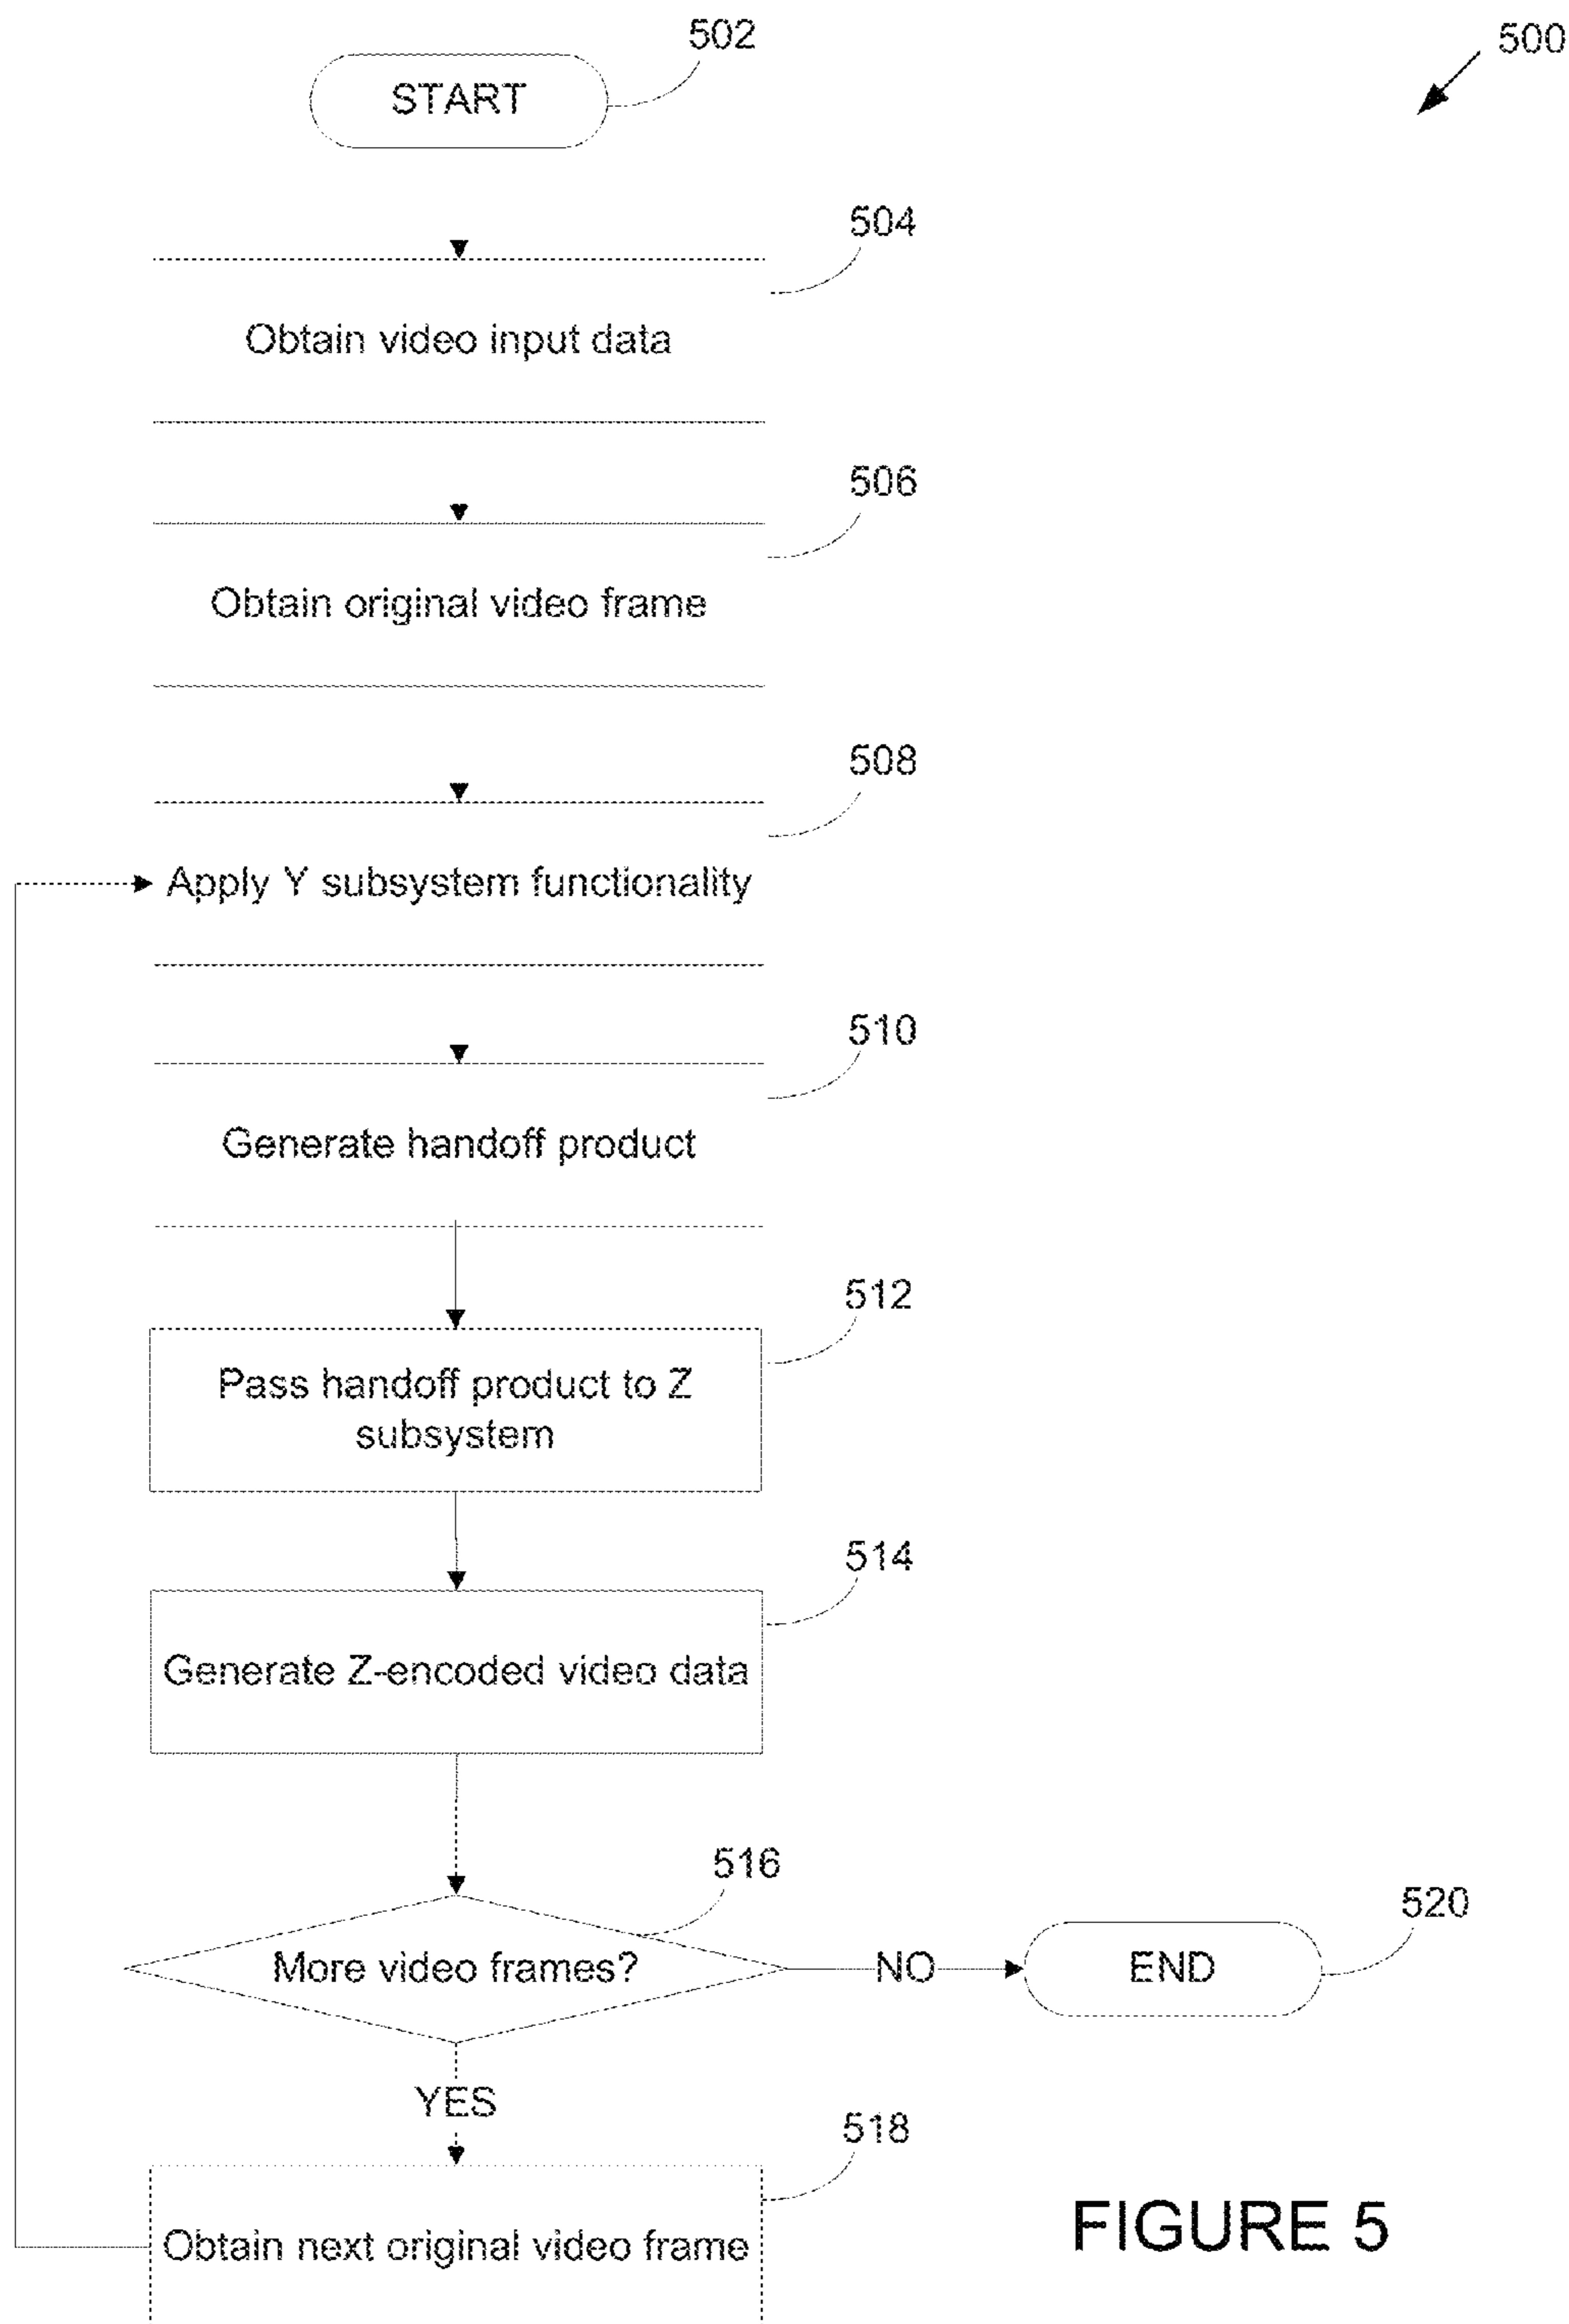 502
500
START
504
Obtain video input data
506
Obtain original video frame
508
Apply Y subsystem functionality
510
Generate handoff product
512
Pass handoff product to Z
subsystem
514
Generate Z-encoded video data
516
520
More video frames?
NO
END
YES
518
Obtain next original video frame
FIGURE 5